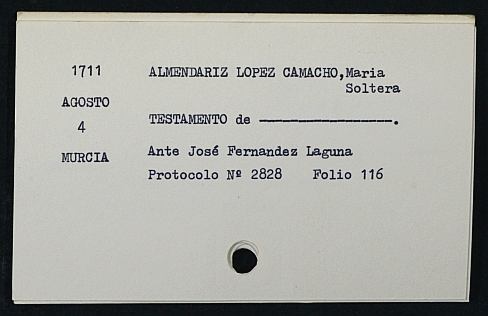 1711 ALMENDARIZ LOPEZ CAMACHO,Maria
Soltera
AGOSTO
4 TESTAMENTO de -----------------.
MURCIA Ante José Fernandez Laguna
Protocolo Nº 2828 Folio 116